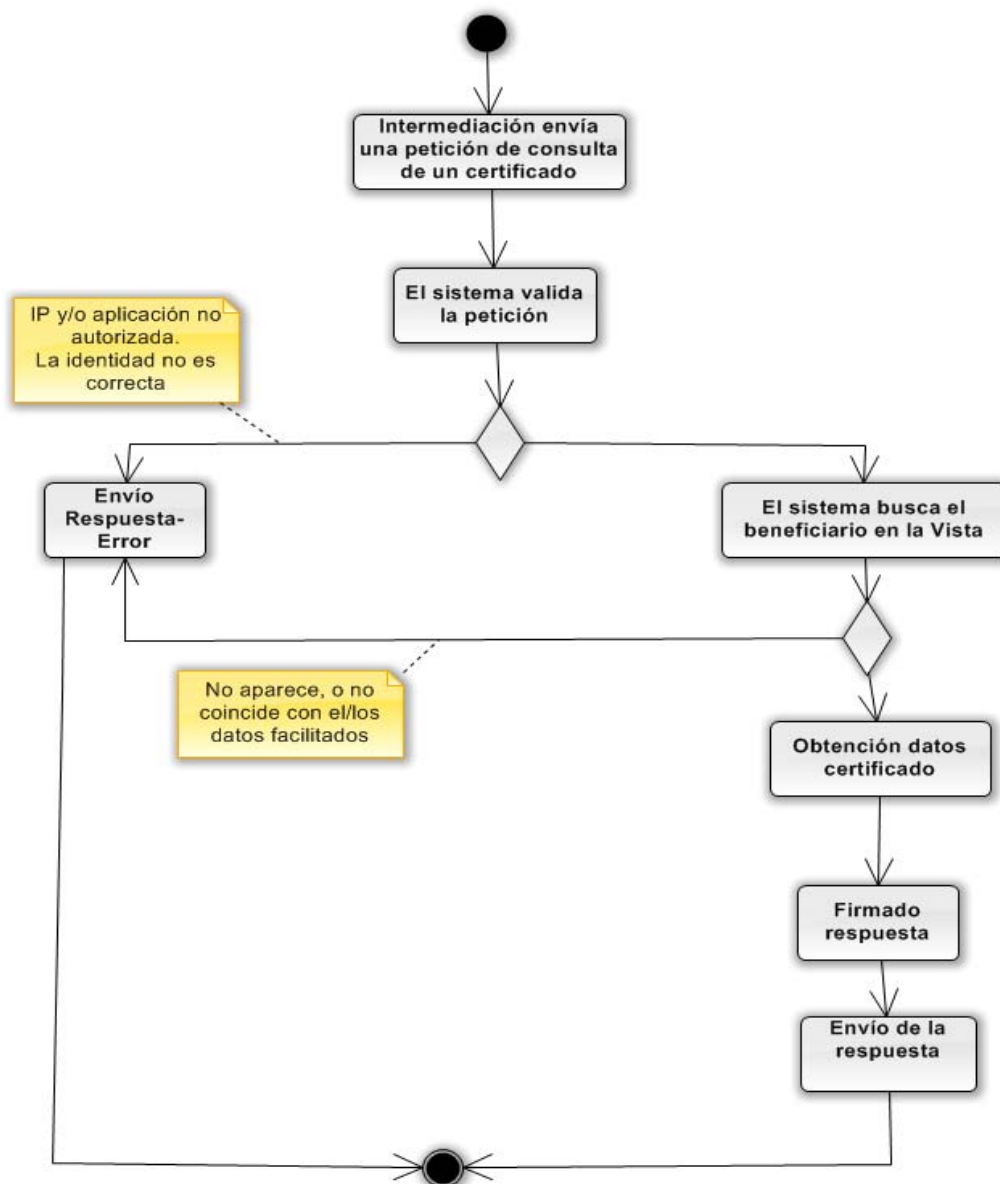 Intermediación envía
una petición de consulta
de un certificado
El sistema valida
la petición
IP y/o aplicación no
autorizada.
La identidad no es
correcta
Envío
Respuesta-
Error
El sistema busca el
beneficiario en la Vista
No aparece, o no
coincide con el/los
datos facilitados
Obtención datos
certificado
Firmado
respuesta
Envío de la
respuesta